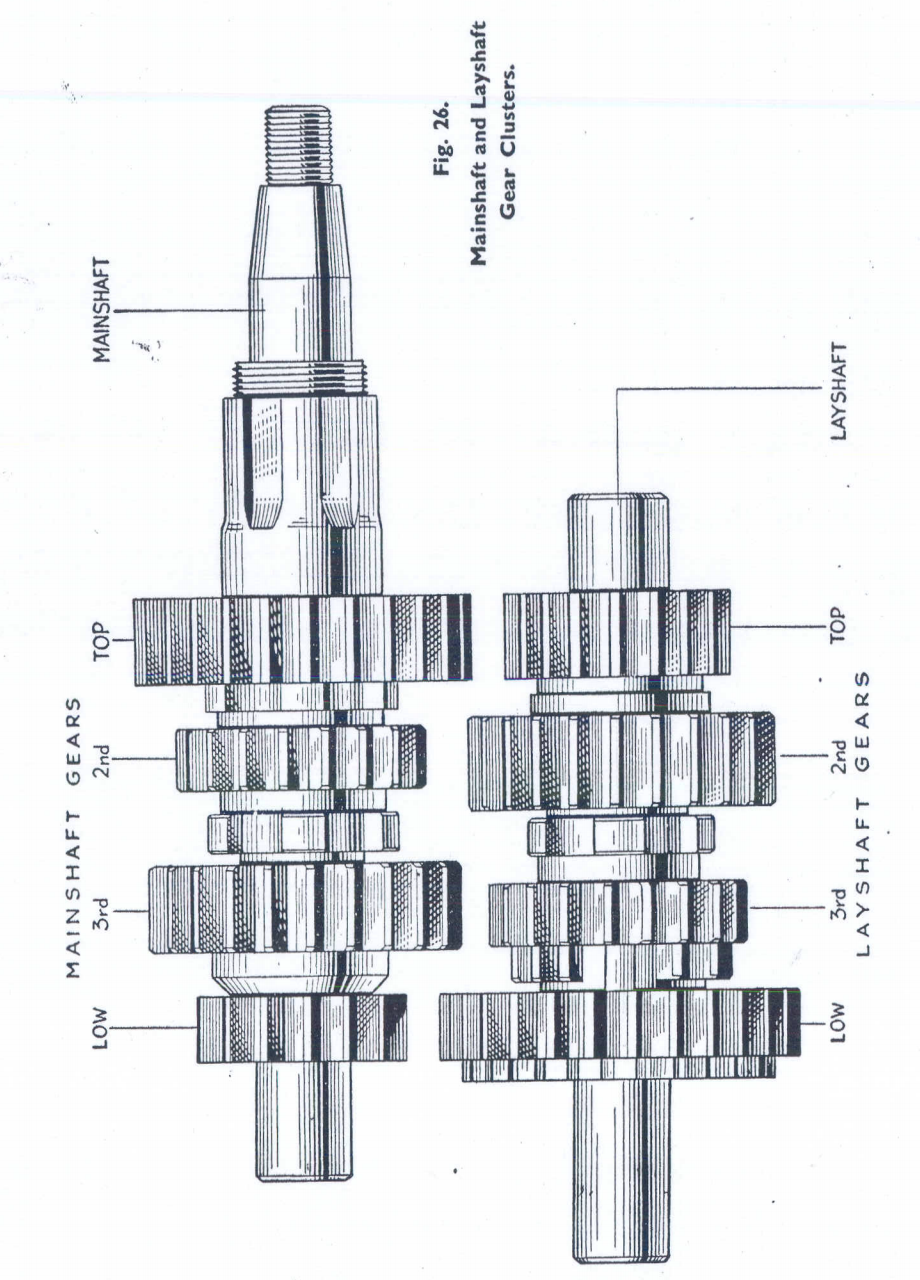 Fig. 26.
Mainshaft and Layshaft
Gear Clusters.
MAINSHAFT
MAINSHAFT GEARS
LOW 3rd 2nd TOP
LAYSHAFT
LOW 3rd 2nd TOP
LAYSHAFT GEARS